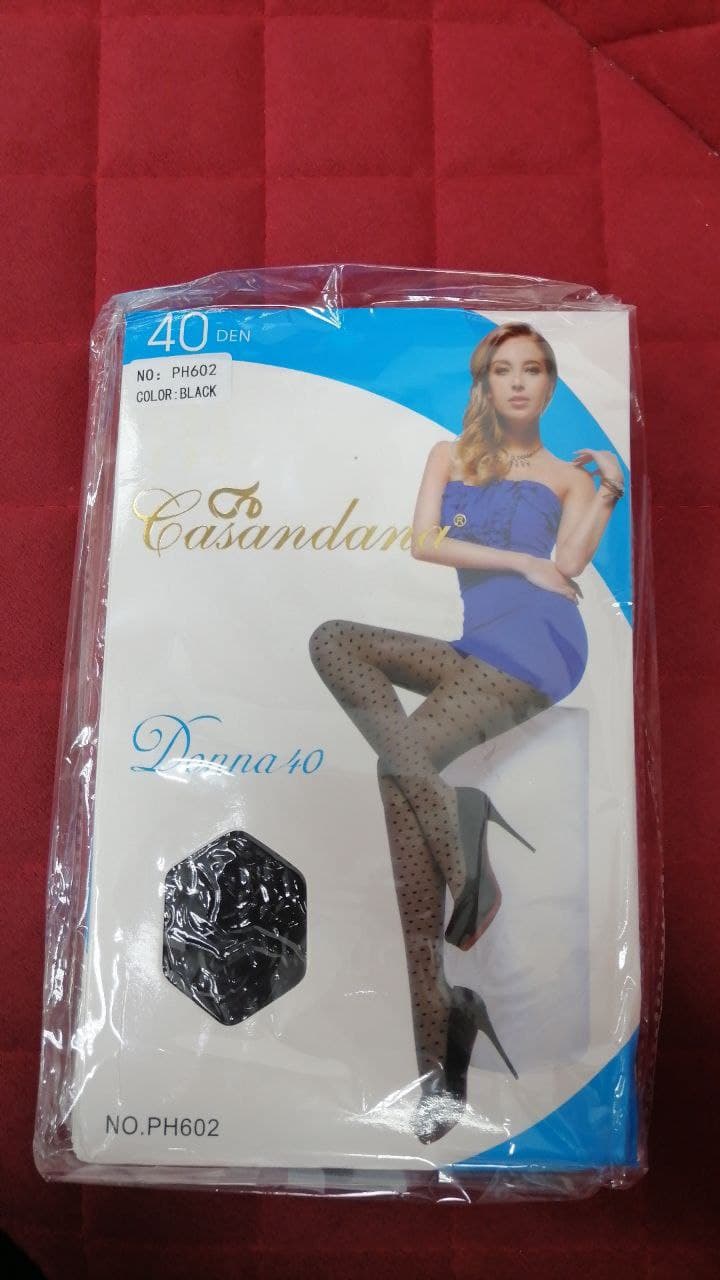 40 DEN
NO: PH602
COLOR:BLACK
Casandana®
Donna 40
NO.PH602